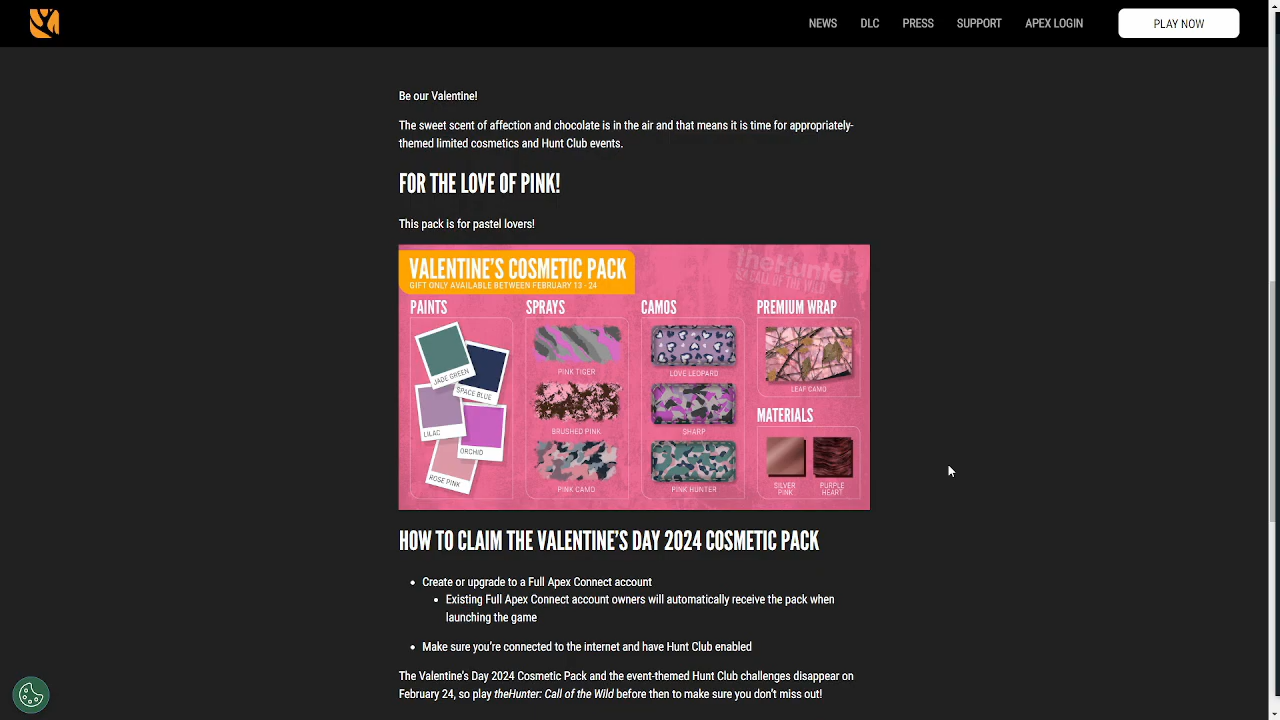 NEWS DLC PRESS SUPPORT APEX LOGIN PLAY NOW
Be our Valentine!
The sweet scent of affection and chocolate is in the air and that means it is time for appropriately-
themed limited cosmetics and Hunt Club events.
FOR THE LOVE OF PINK!
This pack is for pastel lovers!
VALENTINE'S COSMETIC PACK
GIFT ONLY AVAILABLE BETWEEN FEBRUARY 13 - 24
theHunter
CALL OF THE WILD
PAINTS
JADE GREEN
SPACE BLUE
LILAC
ORCHID
ROSE PINK
SPRAYS
PINK TIGER
BRUSHED PINK
PINK CAMO
CAMOS
LOVE LEOPARD
SHARP
PINK HUNTER
PREMIUM WRAP
LEAF CAMO
MATERIALS
SILVER
PINK
PURPLE
HEART
HOW TO CLAIM THE VALENTINE'S DAY 2024 COSMETIC PACK
• Create or upgrade to a Full Apex Connect account
• Existing Full Apex Connect account owners will automatically receive the pack when
launching the game
• Make sure you're connected to the internet and have Hunt Club enabled
The Valentine's Day 2024 Cosmetic Pack and the event-themed Hunt Club challenges disappear on
February 24, so play theHunter: Call of the Wild before then to make sure you don't miss out!